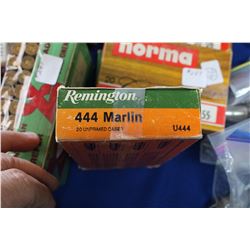 norma
Remington
444 Marlin
20 UNPRIMED CASES
U444